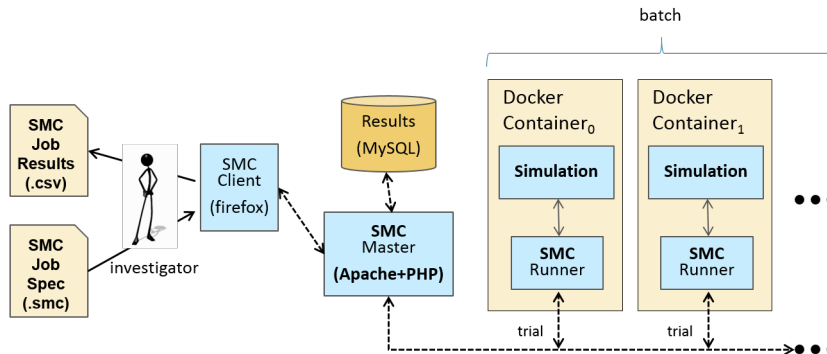 batch
SMC
Job
Results
(.csv)
SMC
Job
Spec
(.smc)
investigator
SMC
Client
(firefox)
Results
(MySQL)
SMC
Master
(Apache+PHP)
Docker
Container0
Simulation
SMC
Runner
trial
Docker
Container1
Simulation
SMC
Runner
trial